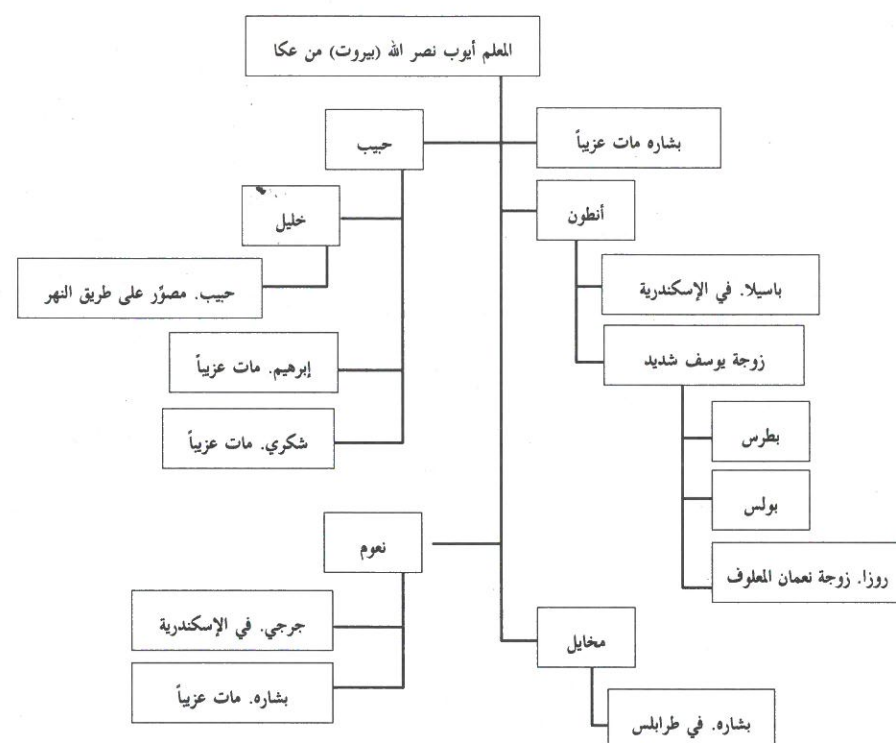 المعلم أيوب نصر الله (بيروت) من عكا
بشاره مات عزيباً
حبيب
أنطون
خليل
باسيلا. في الإسكندرية
حبيب. مصوّر على طريق النهر
زوجة يوسف شديد
إبرهيم. مات عزيباً
بطرس
شكري. مات عزيباً
بولس
نعوم
روزا. زوجة نعمان المعلوف
جرجي. في الإسكندرية
مخايل
بشاره. مات عزيباً
بشاره. في طرابلس